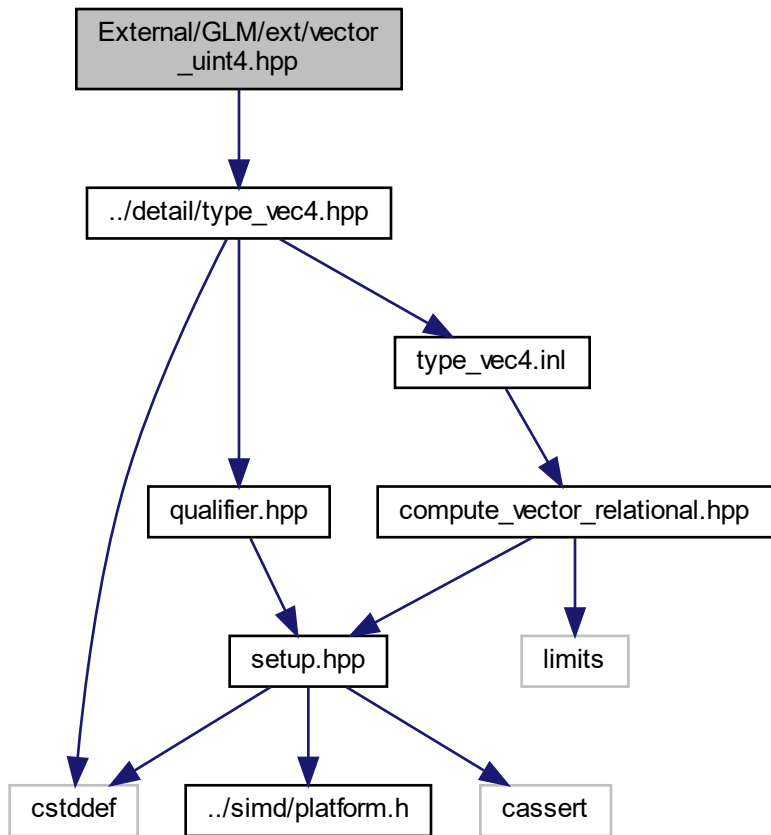 External/GLM/ext/vector
_uint4.hpp
../detail/type_vec4.hpp
type_vec4.inl
qualifier.hpp
compute_vector_relational.hpp
setup.hpp
limits
cstddef
../simd/platform.h
cassert